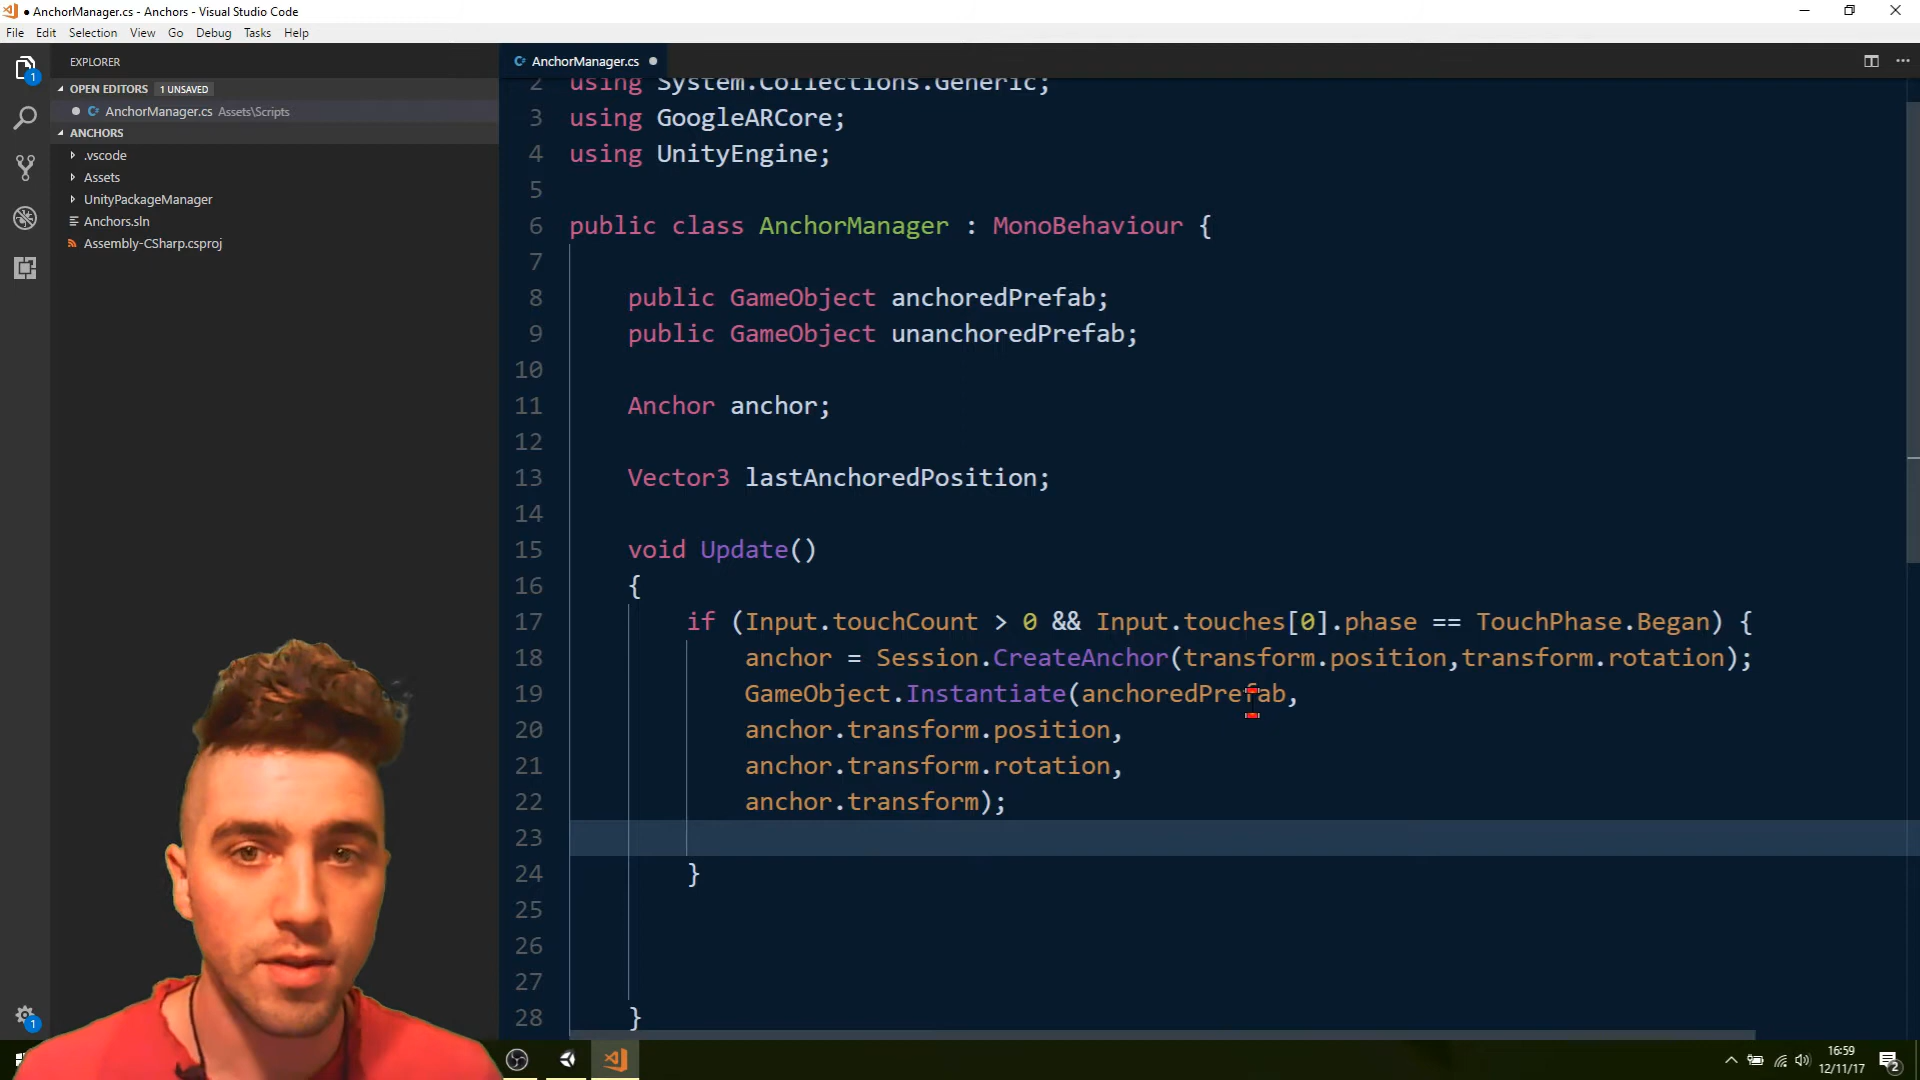 ● AnchorManager.cs - Anchors - Visual Studio Code
File Edit Selection View Go Debug Tasks Help
EXPLORER
OPEN EDITORS 1 UNSAVED
AnchorManager.cs Assets\Scripts
ANCHORS
.vscode
Assets
UnityPackageManager
Anchors.sln
Assembly-CSharp.csproj
1
1
AnchorManager.cs
2 using System.Collections.Generic;
3 using GoogleARCore;
4 using UnityEngine;
5
6 public class AnchorManager : MonoBehaviour {
7
8 public GameObject anchoredPrefab;
9 public GameObject unanchoredPrefab;
10
11 Anchor anchor;
12
13 Vector3 lastAnchoredPosition;
14
15 void Update()
16 {
17 if (Input.touchCount > 0 && Input.touches[0].phase == TouchPhase.Began) {
18 anchor = Session.CreateAnchor(transform.position,transform.rotation);
19 GameObject.Instantiate(anchoredPrefab,
20 anchor.transform.position,
21 anchor.transform.rotation,
22 anchor.transform);
23
24 }
25
26
27
28 }
16:59
12/11/17
2